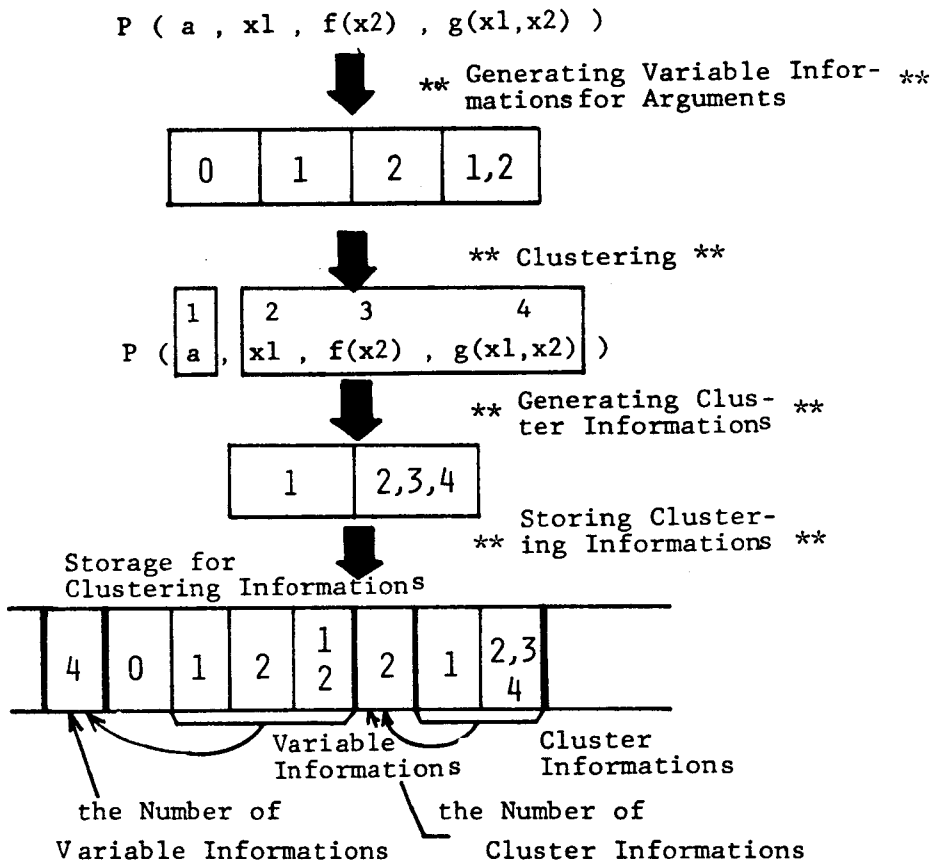 P ( a , x1 , f(x2) , g(x1,x2) )
** Generating Variable Infor- **
mations for Arguments
0 1 2 1,2
** Clustering **
1 2 3 4
P ( a , x1 , f(x2) , g(x1,x2) )
** Generating Clus- **
ter Informations
1 2,3,4
** Storing Cluster- **
ing Informations
Storage for
Clustering Informations
4 0 1 2 1 2 2 1 2,3 4
Variable
Informations
Cluster
Informations
the Number of
Variable Informations
the Number of
Cluster Informations